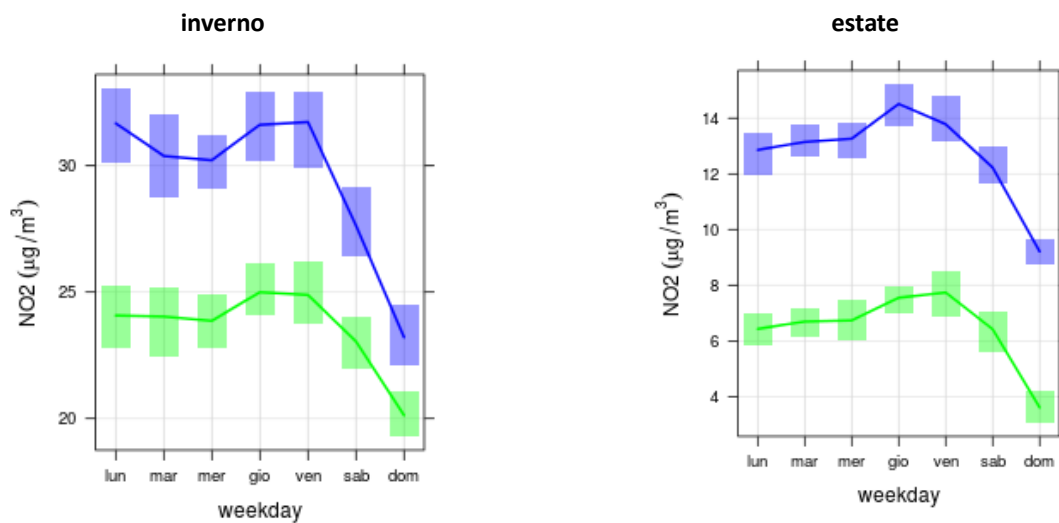 inverno
NO2 (μg/m³)
30
25
20
lun mar mer gio ven sab dom
weekday
estate
NO2 (μg/m³)
14
12
10
8
6
4
lun mar mer gio ven sab dom
weekday